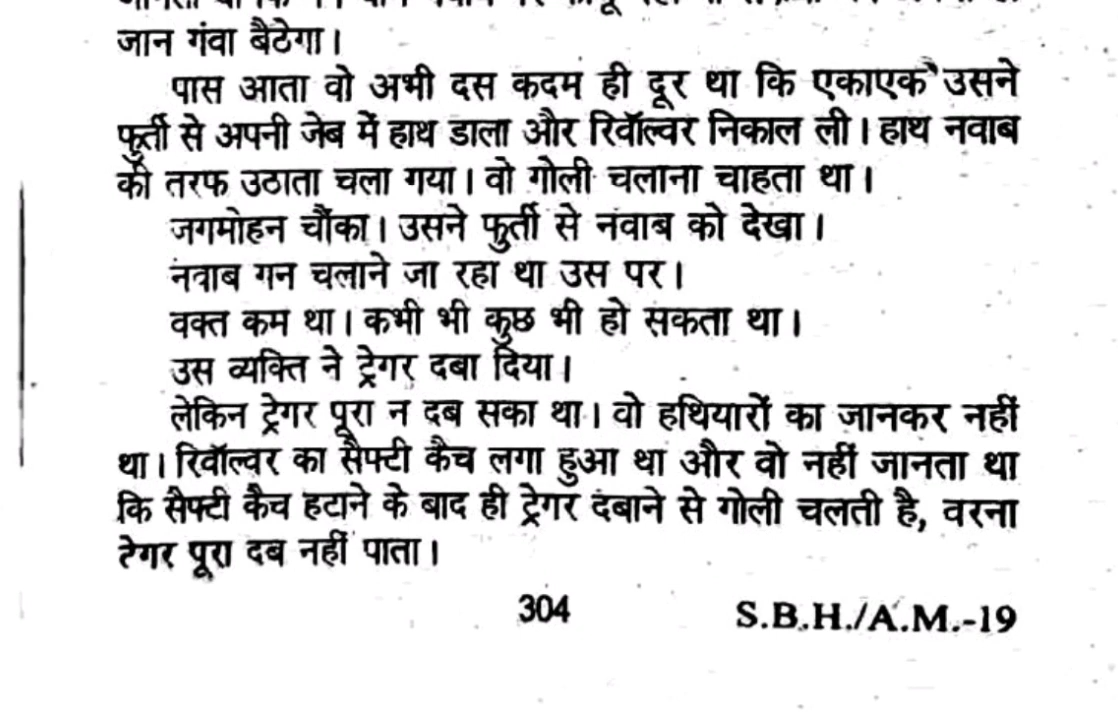 जान गंवा बैठेगा।
पास आता वो अभी दस कदम ही दूर था कि एकाएक उसने
फुर्ती से अपनी जेब में हाथ डाला और रिवॉल्वर निकाल ली। हाथ नवाब
की तरफ उठाता चला गया। वो गोली चलाना चाहता था।
जगमोहन चौंका। उसने फुर्ती से नवाब को देखा।
नवाब गन चलाने जा रहा था उस पर।
वक्त कम था। कभी भी कुछ भी हो सकता था।
उस व्यक्ति ने ट्रेगर दबा दिया।
लेकिन ट्रेगर पूरा न दब सका था। वो हथियारों का जानकर नहीं
था। रिवॉल्वर का सैफ्टी कैच लगा हुआ था और वो नहीं जानता था
कि सैफ्टी कैच हटाने के बाद ही ट्रेगर दबाने से गोली चलती है, वरना
टेगर पूरा दब नहीं पाता।
304
S.B.H./A.M.-19